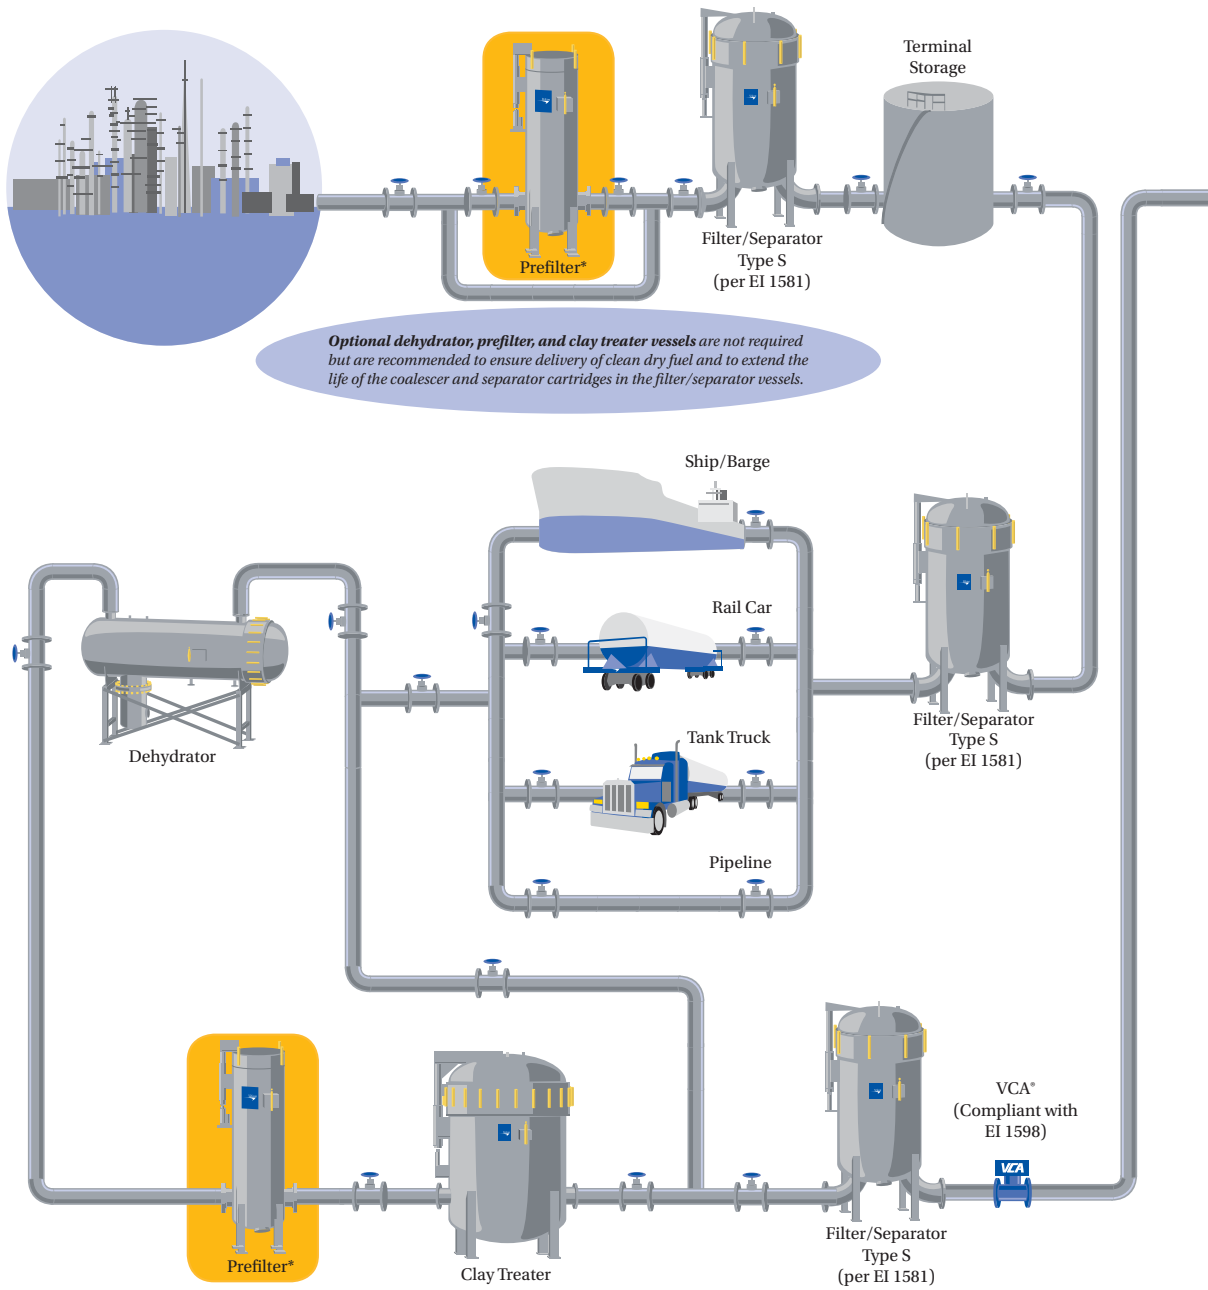 Terminal
Storage
Filter/Separator
Type S
(per EI 1581)
Prefilter*
Optional dehydrator, prefilter, and clay treater vessels are not required
but are recommended to ensure delivery of clean dry fuel and to extend the
life of the coalescer and separator cartridges in the filter/separator vessels.
Ship/Barge
Rail Car
Tank Truck
Pipeline
Filter/Separator
Type S
(per EI 1581)
Dehydrator
VCA®
(Compliant with
EI 1598)
VCA
Filter/Separator
Type S
(per EI 1581)
Prefilter*
Clay Treater